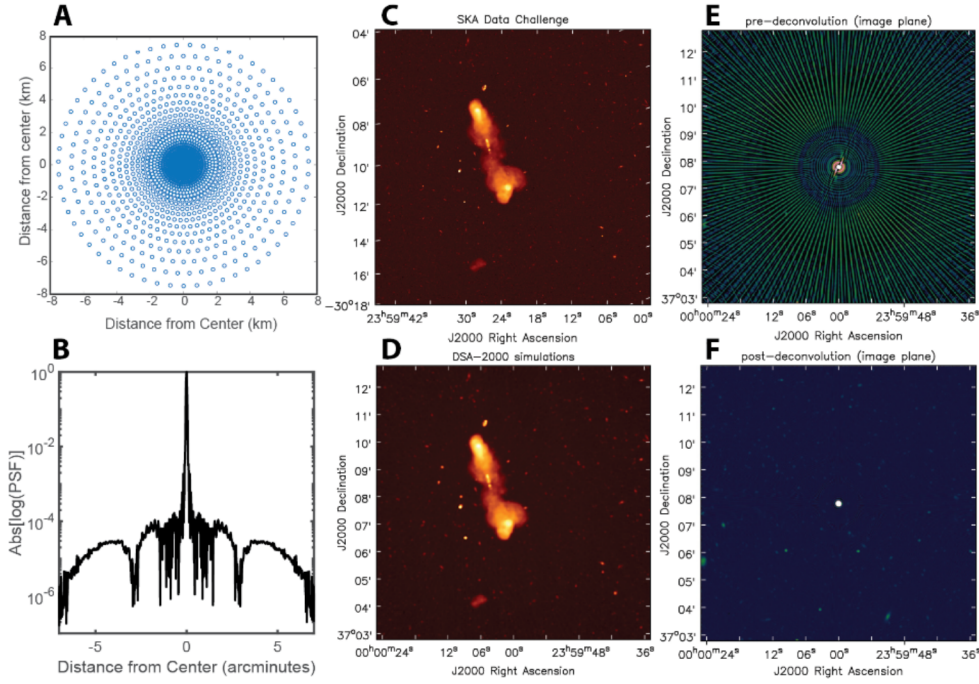 A
8
6
4
2
0
-2
-4
-6
-8
-8 -6 -4 -2 0 2 4 6 8
Distance from center (km)
Distance from Center (km)
B
10^0
10^-2
10^-4
10^-6
-5 0 5
Abs[log(PSF)]
Distance from Center (arcminutes)
C
SKA Data Challenge
04'
06'
08'
10'
12'
14'
16'
−30°18'
23ʰ59ᵐ42ˢ 30ˢ 24ˢ 18ˢ 12ˢ 06ˢ 00ˢ
J2000 Declination
J2000 Right Ascension
D
DSA-2000 simulations
12'
11'
10'
09'
08'
07'
06'
05'
04'
37°03'
00ʰ00ᵐ24ˢ 12ˢ 06ˢ 00ˢ 23ʰ59ᵐ48ˢ 36ˢ
J2000 Declination
J2000 Right Ascension
E
pre−deconvolution (image plane)
12'
11'
10'
09'
08'
07'
06'
05'
04'
37°03'
00ʰ00ᵐ24ˢ 12ˢ 06ˢ 00ˢ 23ʰ59ᵐ48ˢ 36ˢ
J2000 Declination
J2000 Right Ascension
F
post−deconvolution (image plane)
12'
11'
10'
09'
08'
07'
06'
05'
04'
37°03'
00ʰ00ᵐ24ˢ 12ˢ 06ˢ 00ˢ 23ʰ59ᵐ48ˢ 36ˢ
J2000 Declination
J2000 Right Ascension